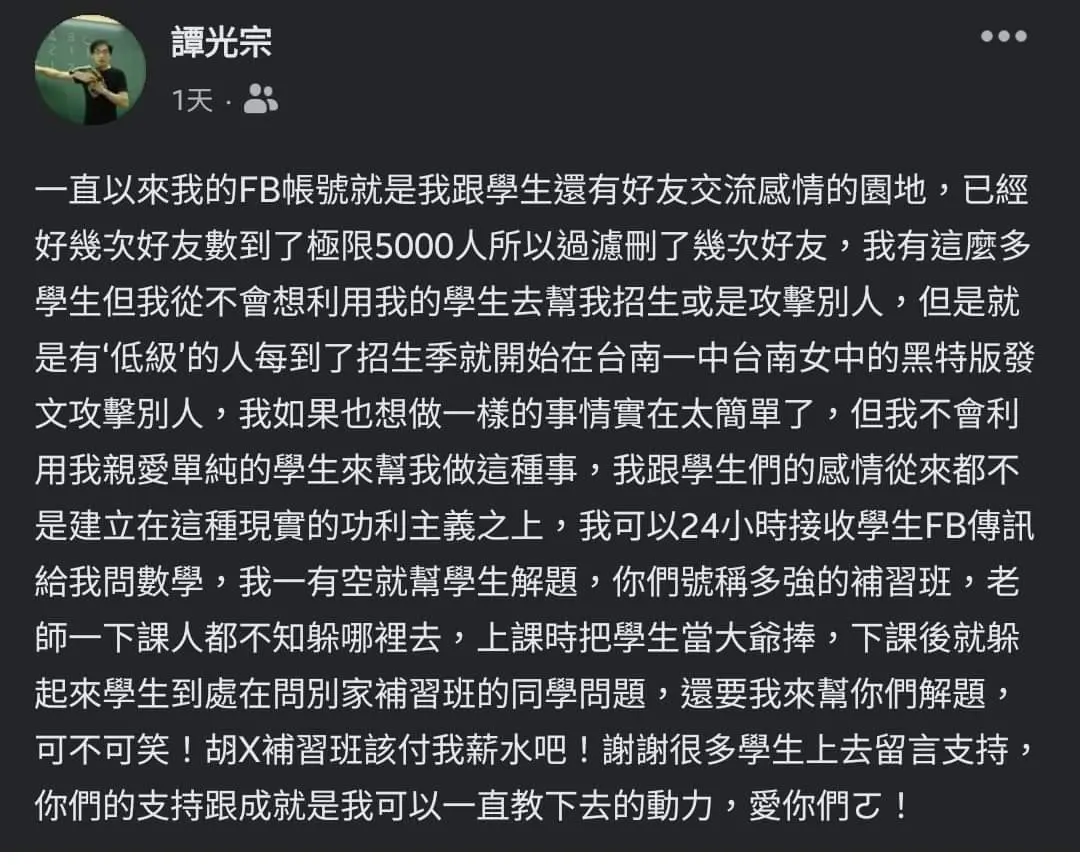 譚光宗
1天 ·
一直以來我的FB帳號就是我跟學生還有好友交流感情的園地，已經
好幾次好友數到了極限5000人所以過濾刪了幾次好友，我有這麼多
學生但我從不會想利用我的學生去幫我招生或是攻擊別人，但是就
是有‘低級’的人每到了招生季就開始在台南一中台南女中的黑特版發
文攻擊別人，我如果也想做一樣的事情實在太簡單了，但我不會利
用我親愛單純的學生來幫我做這種事，我跟學生們的感情從來都不
是建立在這種現實的功利主義之上，我可以24小時接收學生FB傳訊
給我問數學，我一有空就幫學生解題，你們號稱多強的補習班，老
師一下課人都不知躲哪裡去，上課時把學生當大爺捧，下課後就躲
起來學生到處在問別家補習班的同學問題，還要我來幫你們解題，
可不可笑！胡X補習班該付我薪水吧！謝謝很多學生上去留言支持，
你們的支持跟成就是我可以一直教下去的動力，愛你們ㄛ！